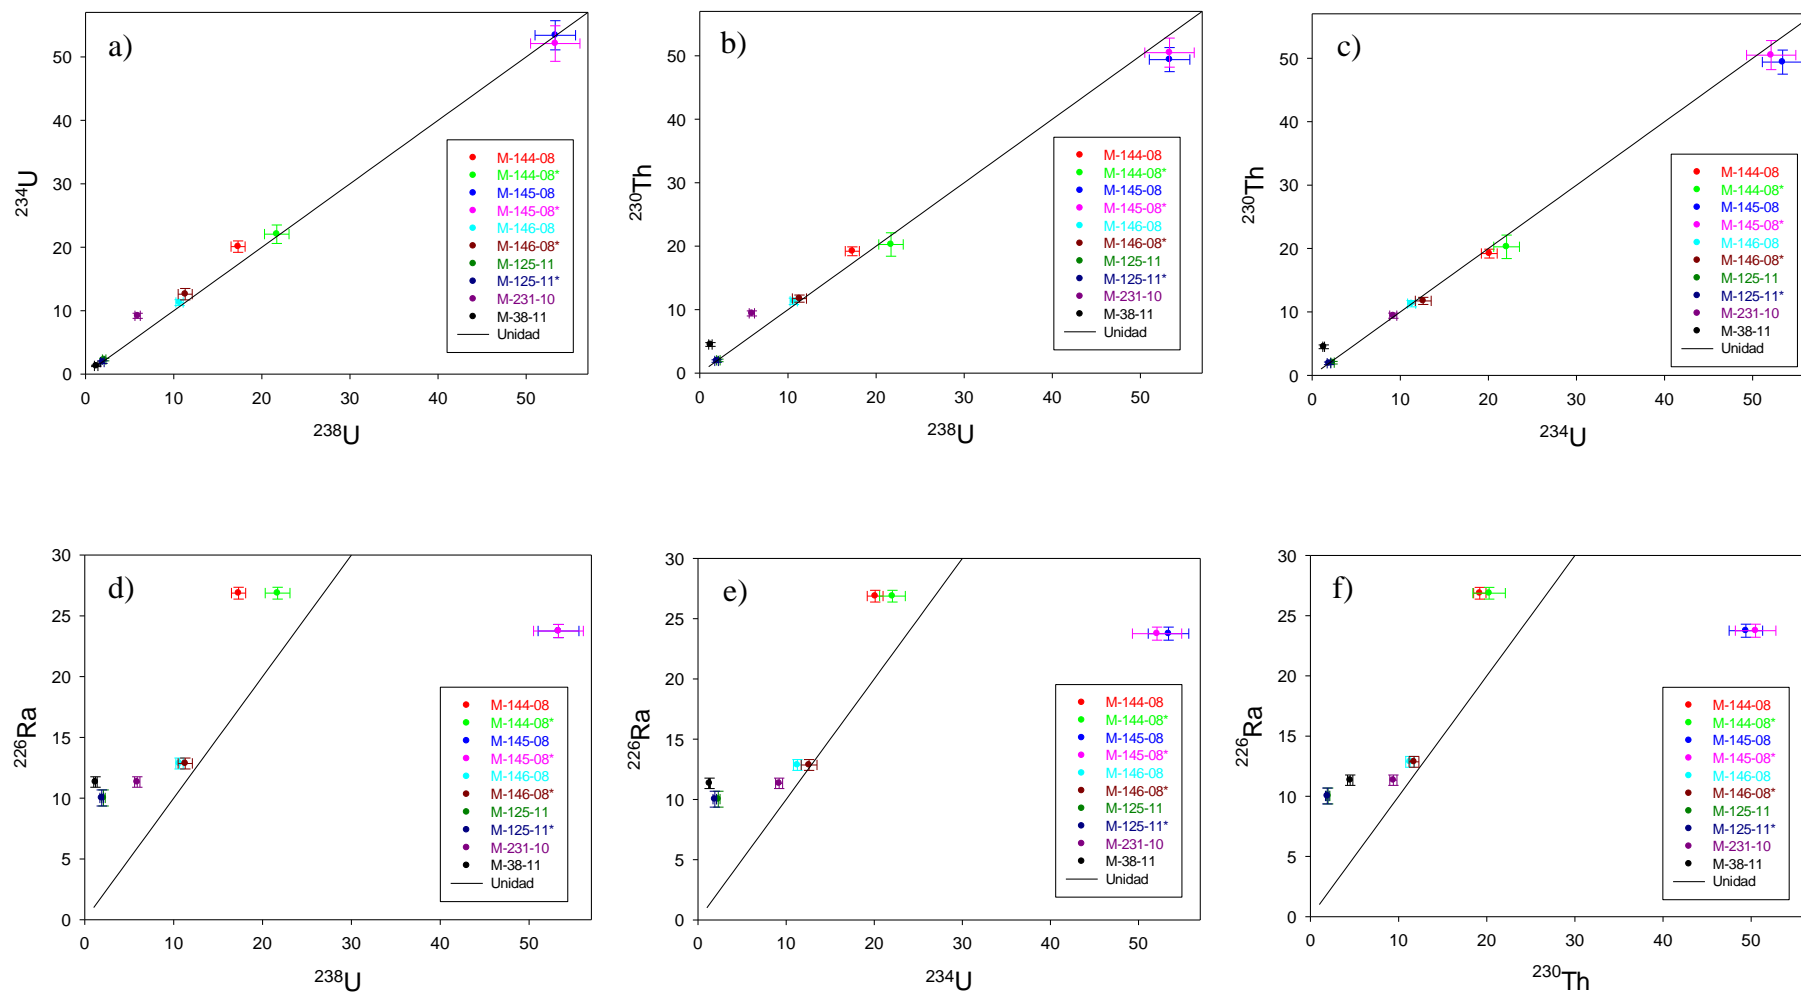 a)
50
40
30
20
10
0
²³⁴U
0 10 20 30 40 50
²³⁸U
M-144-08
M-144-08*
M-145-08
M-145-08*
M-146-08
M-146-08*
M-125-11
M-125-11*
M-231-10
M-38-11
Unidad
b)
50
40
30
20
10
0
²³⁰Th
0 10 20 30 40 50
²³⁸U
M-144-08
M-144-08*
M-145-08
M-145-08*
M-146-08
M-146-08*
M-125-11
M-125-11*
M-231-10
M-38-11
Unidad
c)
50
40
30
20
10
0
²³⁰Th
0 10 20 30 40 50
²³⁴U
M-144-08
M-144-08*
M-145-08
M-145-08*
M-146-08
M-146-08*
M-125-11
M-125-11*
M-231-10
M-38-11
Unidad
d)
30
25
20
15
10
5
0
²²⁶Ra
0 10 20 30 40 50
²³⁸U
M-144-08
M-144-08*
M-145-08
M-145-08*
M-146-08
M-146-08*
M-125-11
M-125-11*
M-231-10
M-38-11
Unidad
e)
30
25
20
15
10
5
0
²²⁶Ra
0 10 20 30 40 50
²³⁴U
M-144-08
M-144-08*
M-145-08
M-145-08*
M-146-08
M-146-08*
M-125-11
M-125-11*
M-231-10
M-38-11
Unidad
f)
30
25
20
15
10
5
0
²²⁶Ra
0 10 20 30 40 50
²³⁰Th
M-144-08
M-144-08*
M-145-08
M-145-08*
M-146-08
M-146-08*
M-125-11
M-125-11*
M-231-10
M-38-11
Unidad